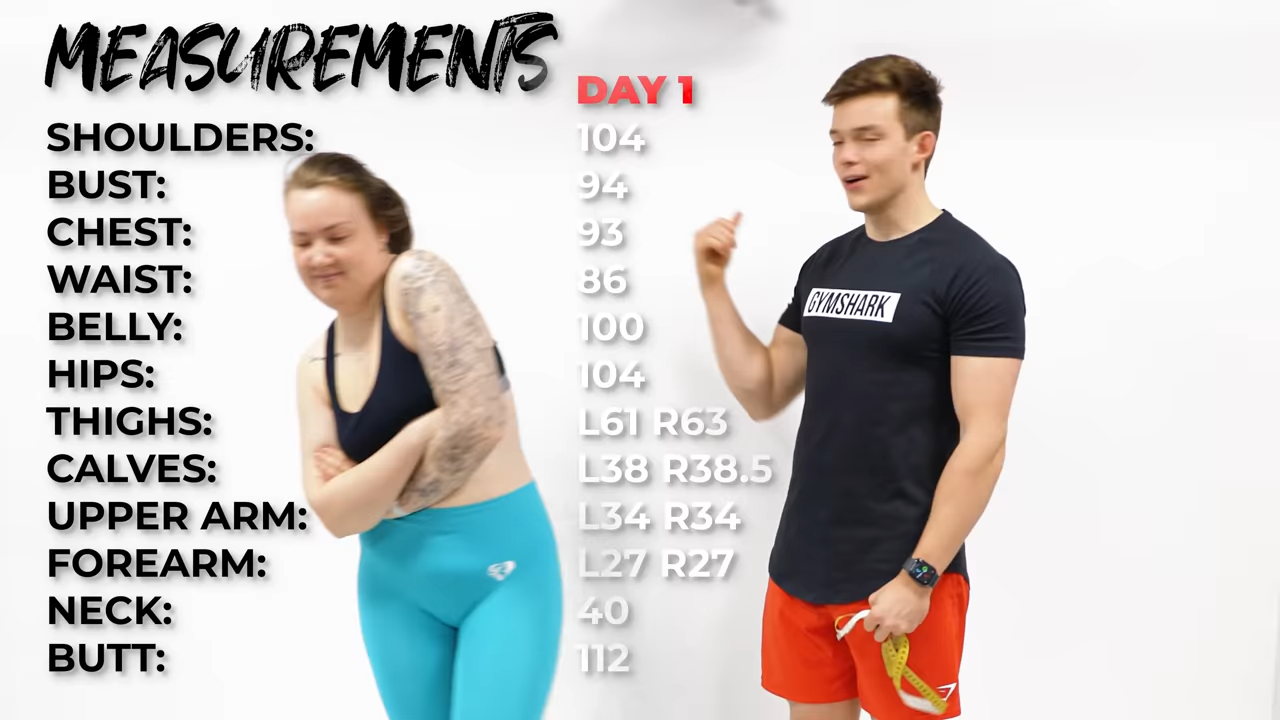 MEASUREMENTS
DAY 1
SHOULDERS: 104
BUST: 94
CHEST: 93
WAIST: 86
BELLY: 100
HIPS: 104
THIGHS: L61 R63
CALVES: L38 R38.5
UPPER ARM: L34 R34
FOREARM: L27 R27
NECK: 40
BUTT: 112
GYMSHARK